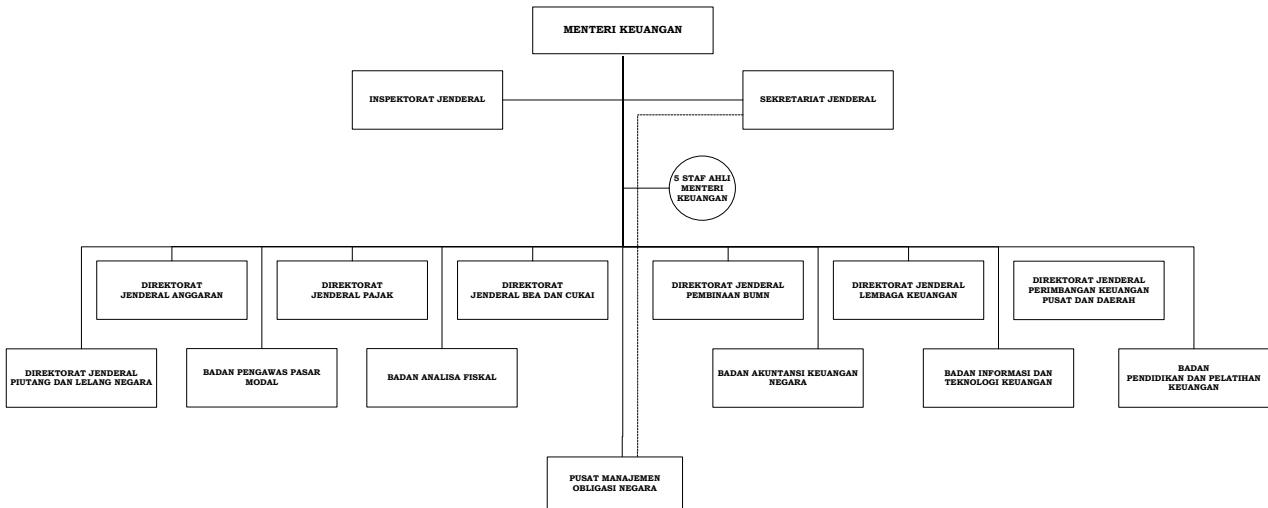 MENTERI KEUANGAN
INSPEKTORAT JENDERAL
SEKRETARIAT JENDERAL
5 STAF AHLI
MENTERI
KEUANGAN
DIREKTORAT
JENDERAL ANGGARAN
DIREKTORAT
JENDERAL PAJAK
DIREKTORAT
JENDERAL BEA DAN CUKAI
DIREKTORAT JENDERAL
PEMBINAAN BUMN
DIREKTORAT JENDERAL
LEMBAGA KEUANGAN
DIREKTORAT JENDERAL
PERIMBANGAN KEUANGAN
PUSAT DAN DAERAH
DIREKTORAT JENDERAL
PIUTANG DAN LELANG NEGARA
BADAN PENGAWAS PASAR
MODAL
BADAN ANALISA FISKAL
BADAN AKUNTANSI KEUANGAN
NEGARA
BADAN INFORMASI DAN
TEKNOLOGI KEUANGAN
BADAN
PENDIDIKAN DAN PELATIHAN
KEUANGAN
PUSAT MANAJEMEN
OBLIGASI NEGARA